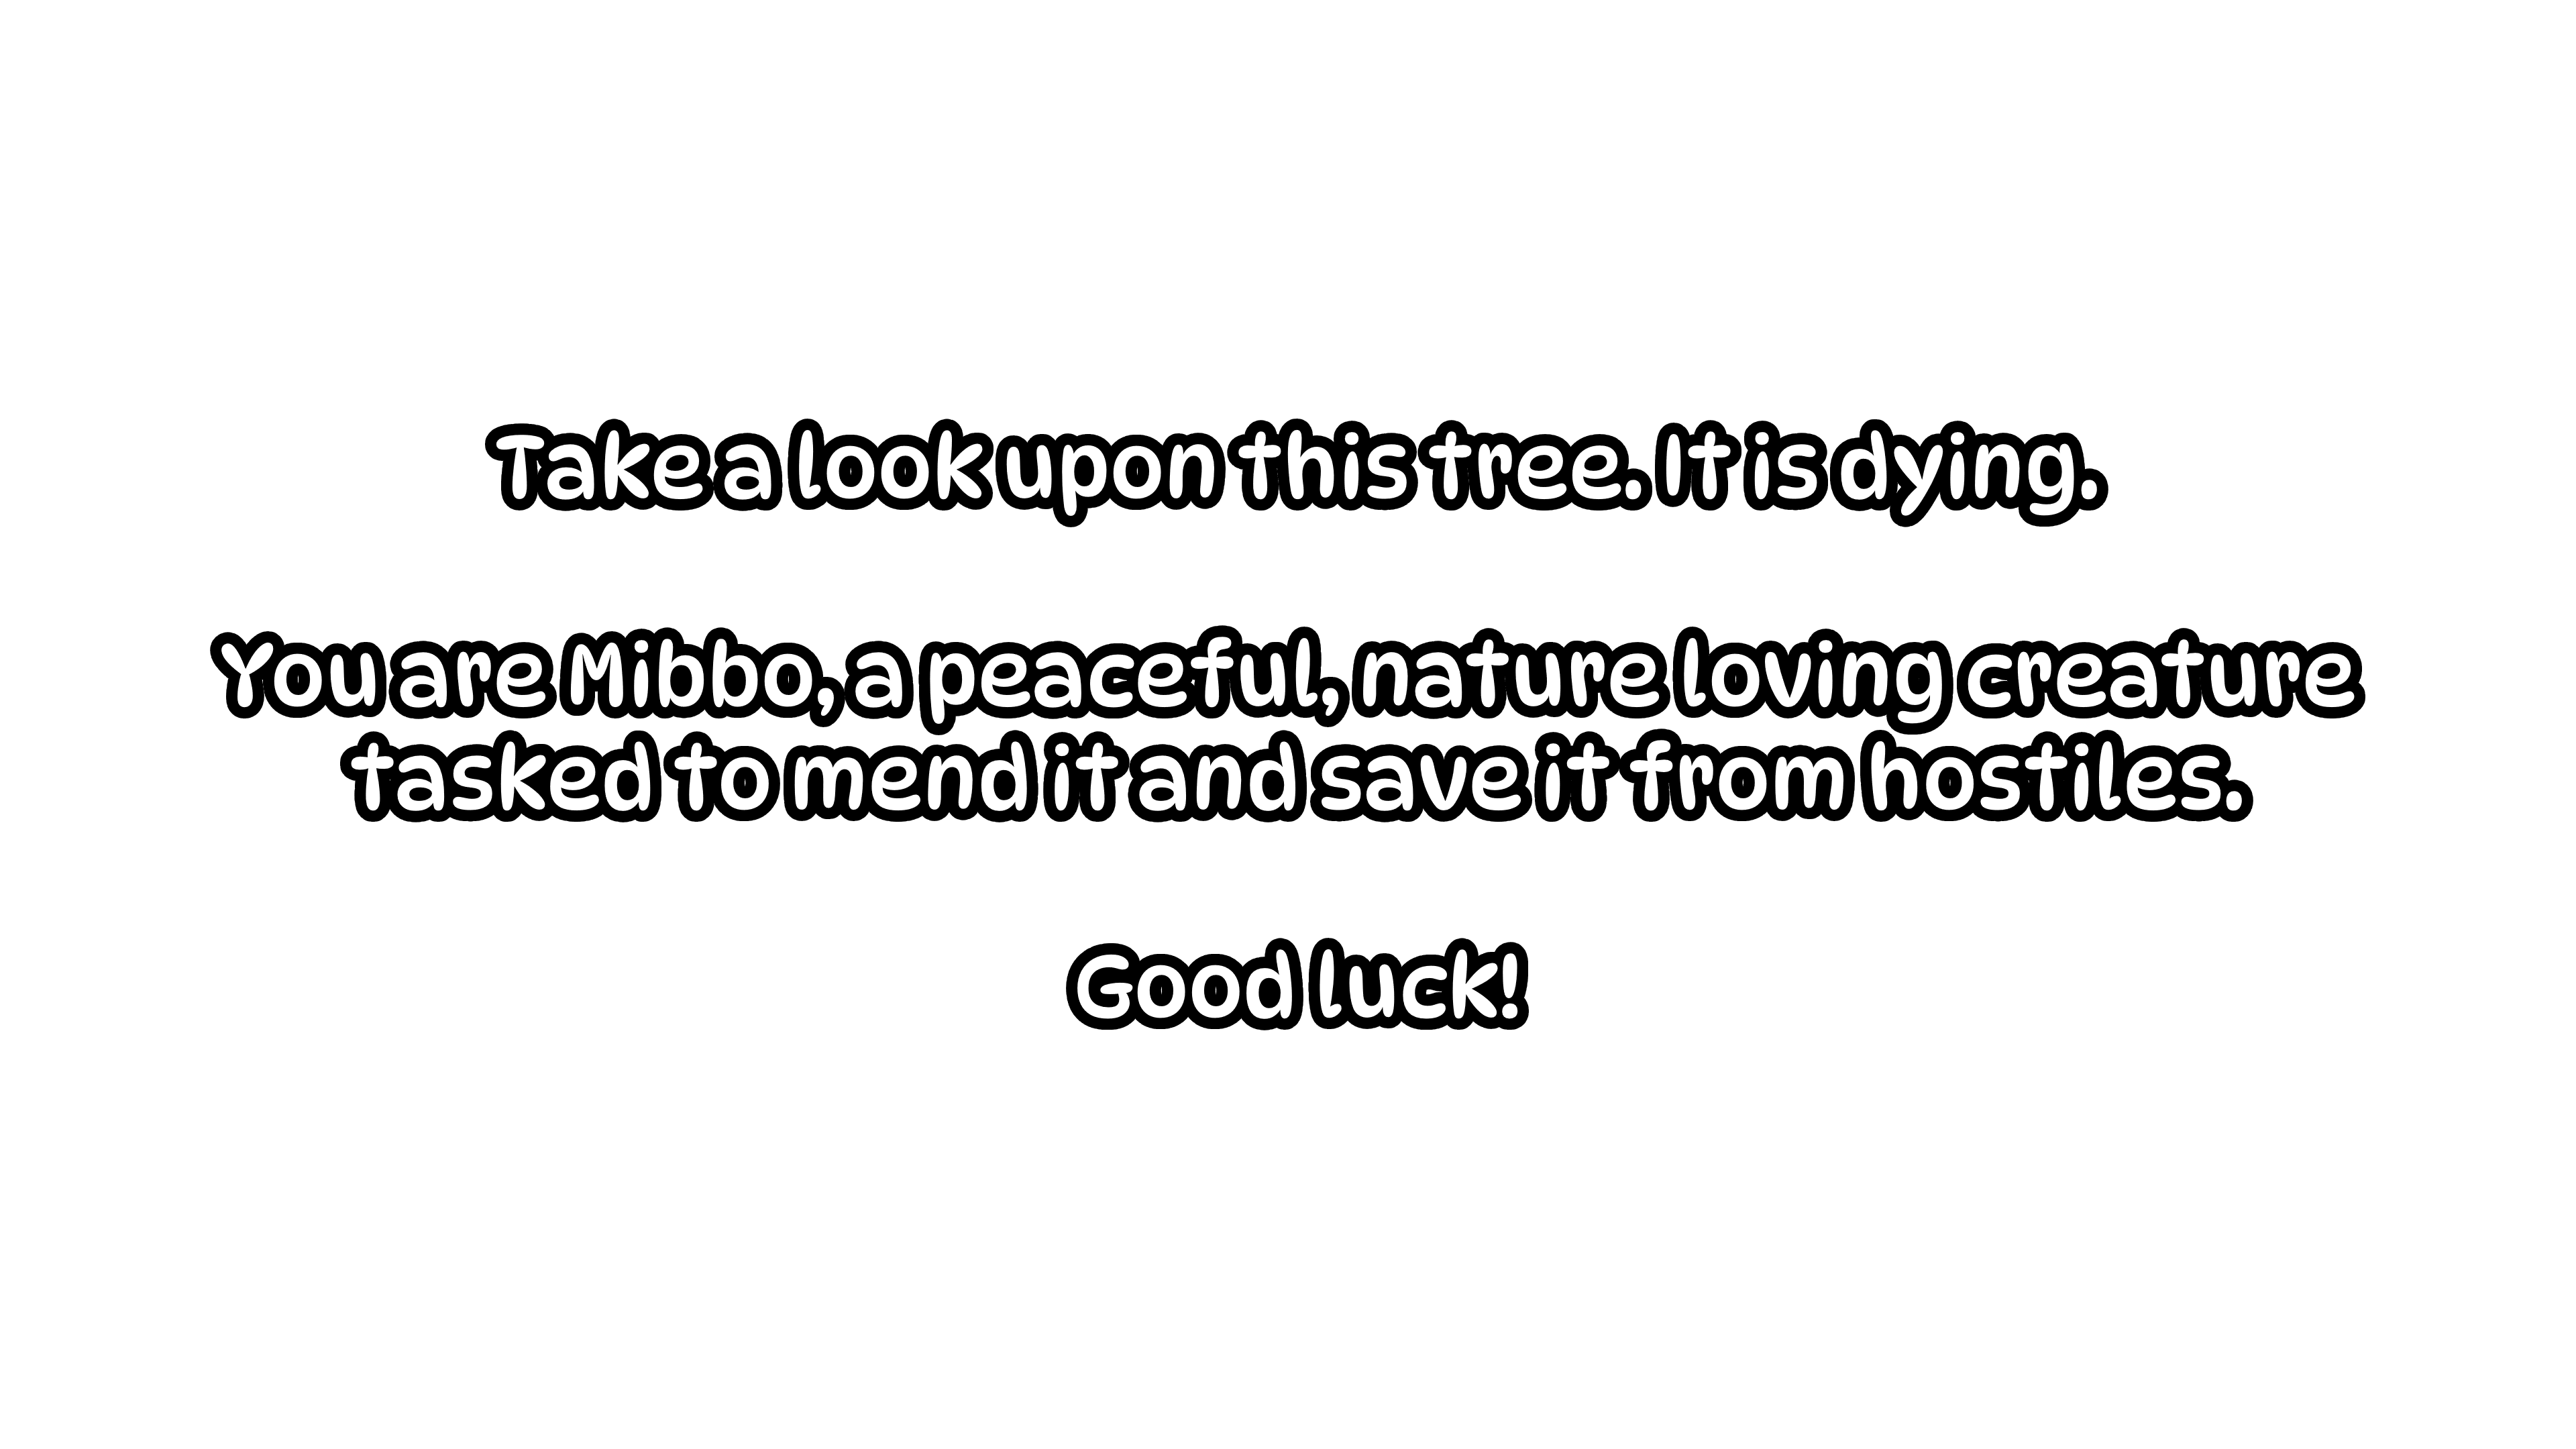 Take a look upon this tree. It is dying.
You are Mibbo, a peaceful, nature loving creature
tasked to mend it and save it from hostiles.
Good luck!